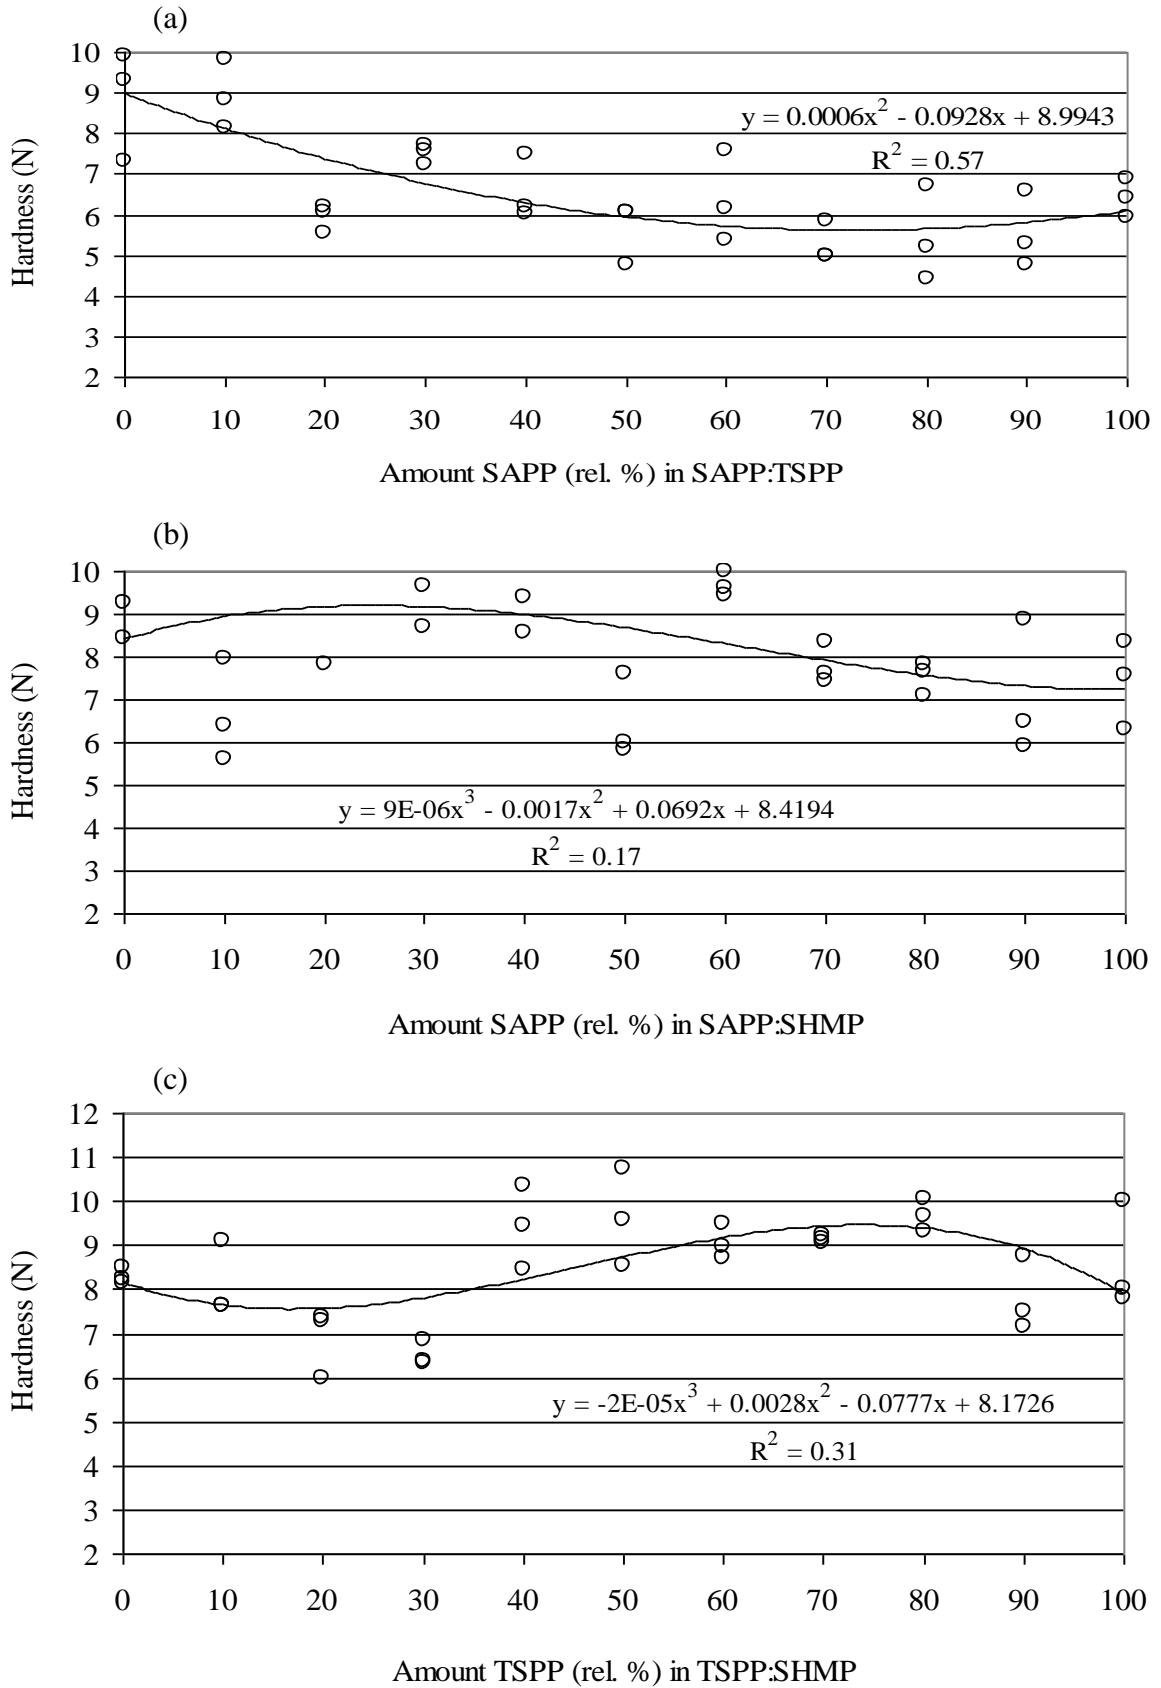 (a)
10
9
8
7
6
5
4
3
2
Hardness (N)
y = 0.0006x² - 0.0928x + 8.9943
R² = 0.57
0 10 20 30 40 50 60 70 80 90 100
Amount SAPP (rel. %) in SAPP:TSPP
(b)
10
9
8
7
6
5
4
3
2
Hardness (N)
y = 9E-06x³ - 0.0017x² + 0.0692x + 8.4194
R² = 0.17
0 10 20 30 40 50 60 70 80 90 100
Amount SAPP (rel. %) in SAPP:SHMP
(c)
12
11
10
9
8
7
6
5
4
3
2
Hardness (N)
y = -2E-05x³ + 0.0028x² - 0.0777x + 8.1726
R² = 0.31
0 10 20 30 40 50 60 70 80 90 100
Amount TSPP (rel. %) in TSPP:SHMP